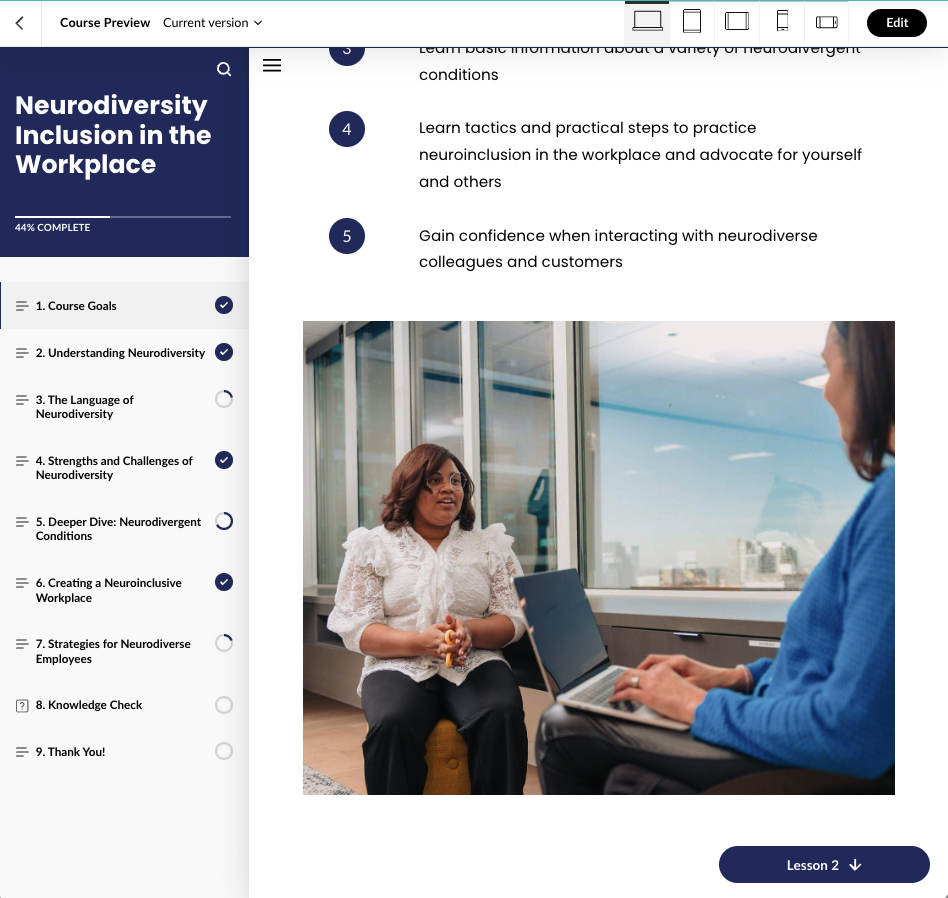 Course Preview Current version
Edit
Neurodiversity
Inclusion in the
Workplace
44% COMPLETE
1. Course Goals
2. Understanding Neurodiversity
3. The Language of
Neurodiversity
4. Strengths and Challenges of
Neurodiversity
5. Deeper Dive: Neurodivergent
Conditions
6. Creating a Neuroinclusive
Workplace
7. Strategies for Neurodiverse
Employees
8. Knowledge Check
9. Thank You!
3 Learn basic information about a variety of neurodivergent
conditions
4 Learn tactics and practical steps to practice
neuroinclusion in the workplace and advocate for yourself
and others
5 Gain confidence when interacting with neurodiverse
colleagues and customers
Lesson 2